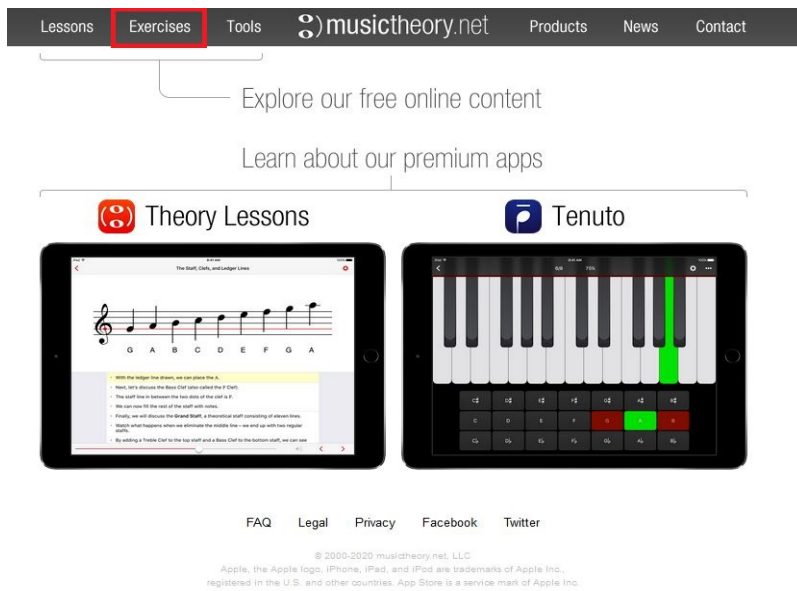 Lessons Exercises Tools musictheory.net Products News Contact
Explore our free online content
Learn about our premium apps
Theory Lessons Tenuto
The Staff, Clefs, and Ledger Lines
6/8 75%
G A B C D E F G A
With the ledger line drawn, we can place the A.
Next, let's discuss the Bass Clef (also called the F Clef).
The staff line in between the two dots of the clef is F.
We can now fill the rest of the staff with notes.
Finally, we will discuss the Grand Staff, a theoretical staff consisting of eleven lines.
Watch what happens when we eliminate the middle line – we end up with two regular
staffs.
By adding a Treble Clef to the top staff and a Bass Clef to the bottom staff, we can see
C♯ D♯ E♯ F♯ G♯ A♯ B♯
C D E F G A B
C♭ D♭ E♭ F♭ G♭ A♭ B♭
FAQ Legal Privacy Facebook Twitter
© 2000-2020 musictheory.net, LLC
Apple, the Apple logo, iPhone, iPad, and iPod are trademarks of Apple Inc.,
registered in the U.S. and other countries. App Store is a service mark of Apple Inc.